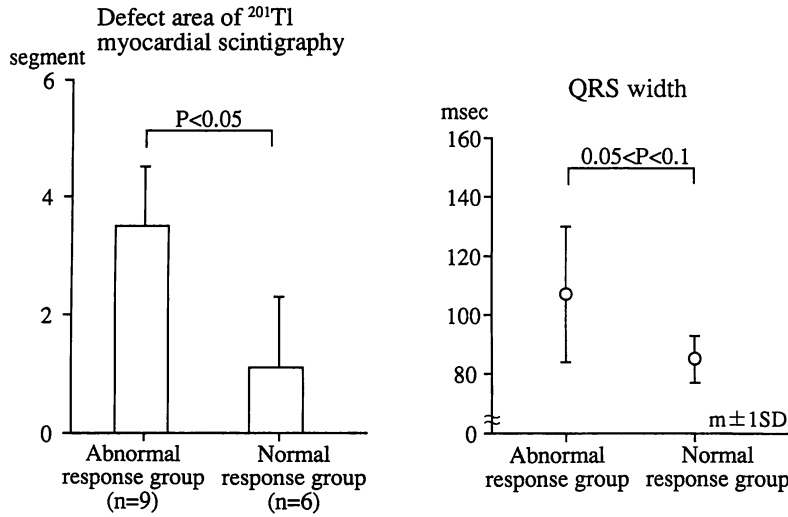 Defect area of ²⁰¹Tl
myocardial scintigraphy
segment
6
4
2
0
P<0.05
Abnormal
response group
(n=9)
Normal
response group
(n=6)
QRS width
msec
160
140
120
100
80
0
0.05<P<0.1
m±1SD
Abnormal
response group
Normal
response group